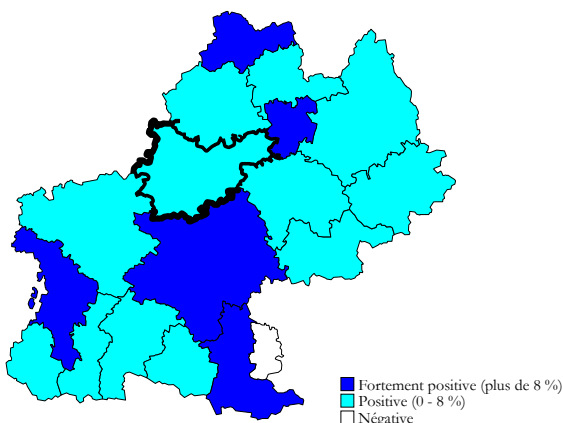 Fortement positive (plus de 8 %)
Positive (0 - 8 %)
Négative